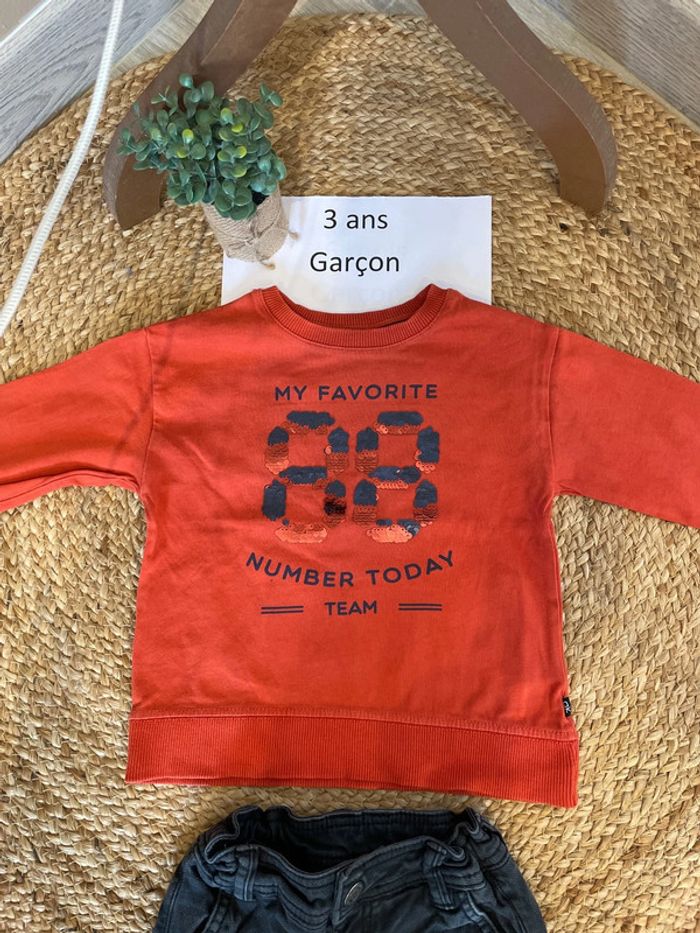 3 ans
Garçon
MY FAVORITE
88
NUMBER TODAY
TEAM